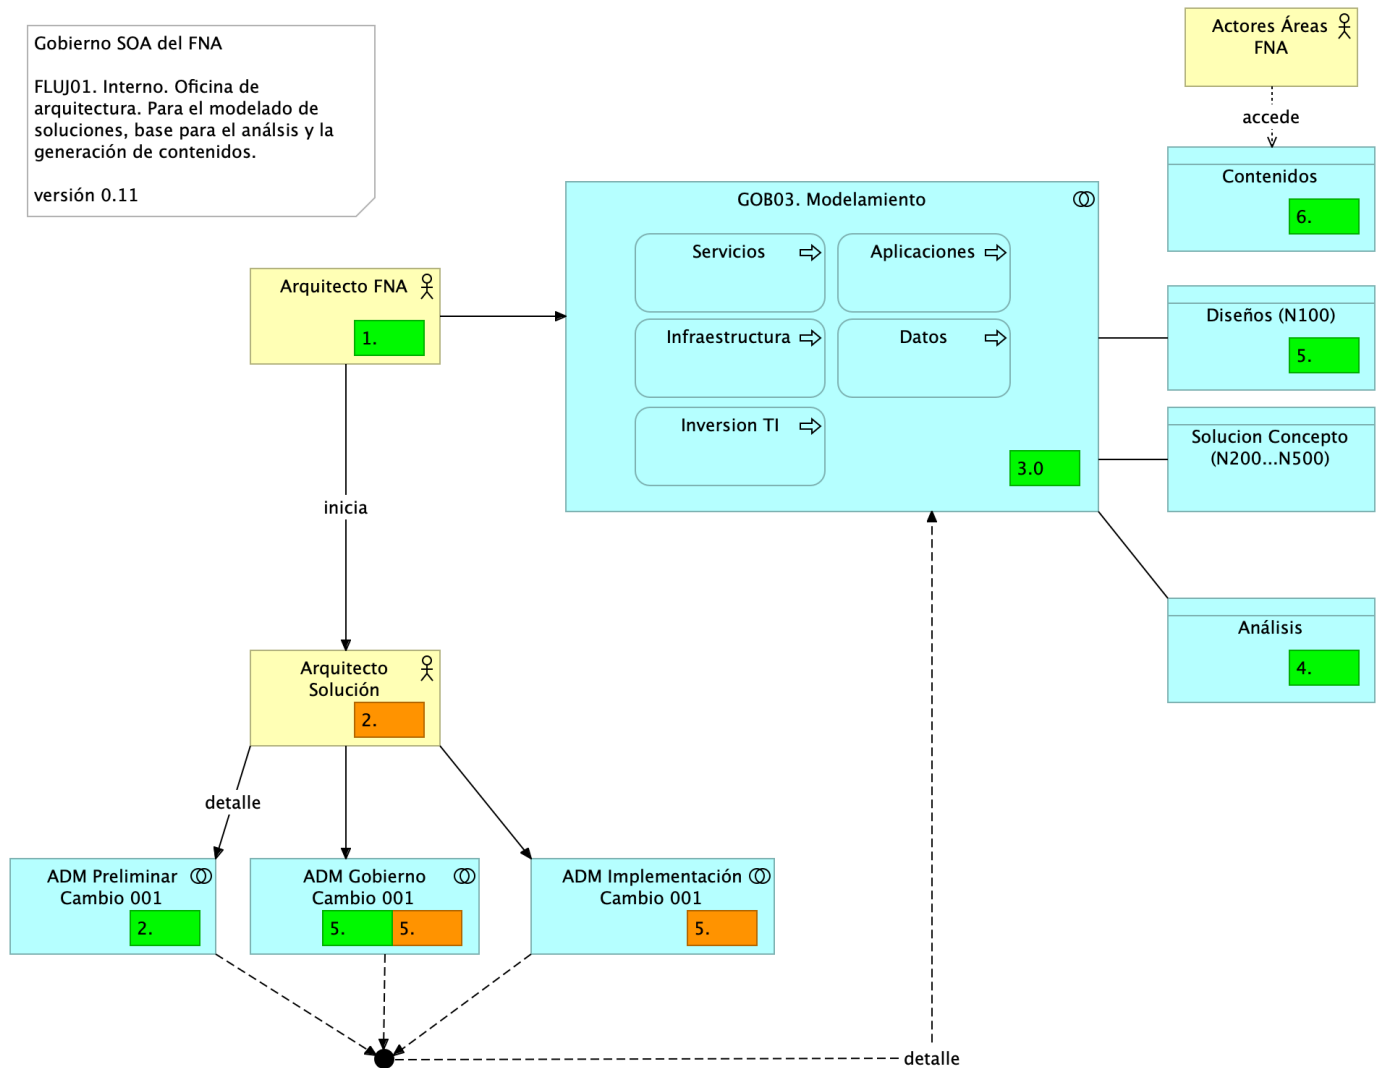 Gobierno SOA del FNA
FLUJ01. Interno. Oficina de
arquitectura. Para el modelado de
soluciones, base para el análsis y la
generación de contenidos.
versión 0.11
Actores Áreas
FNA
accede
Contenidos
6.
GOB03. Modelamiento
Servicios
Aplicaciones
Infraestructura
Datos
Inversion TI
3.0
Arquitecto FNA
1.
Diseños (N100)
5.
Solucion Concepto
(N200...N500)
inicia
Análisis
4.
Arquitecto
Solución
2.
detalle
ADM Preliminar
Cambio 001
2.
ADM Gobierno
Cambio 001
5.
5.
ADM Implementación
Cambio 001
5.
detalle